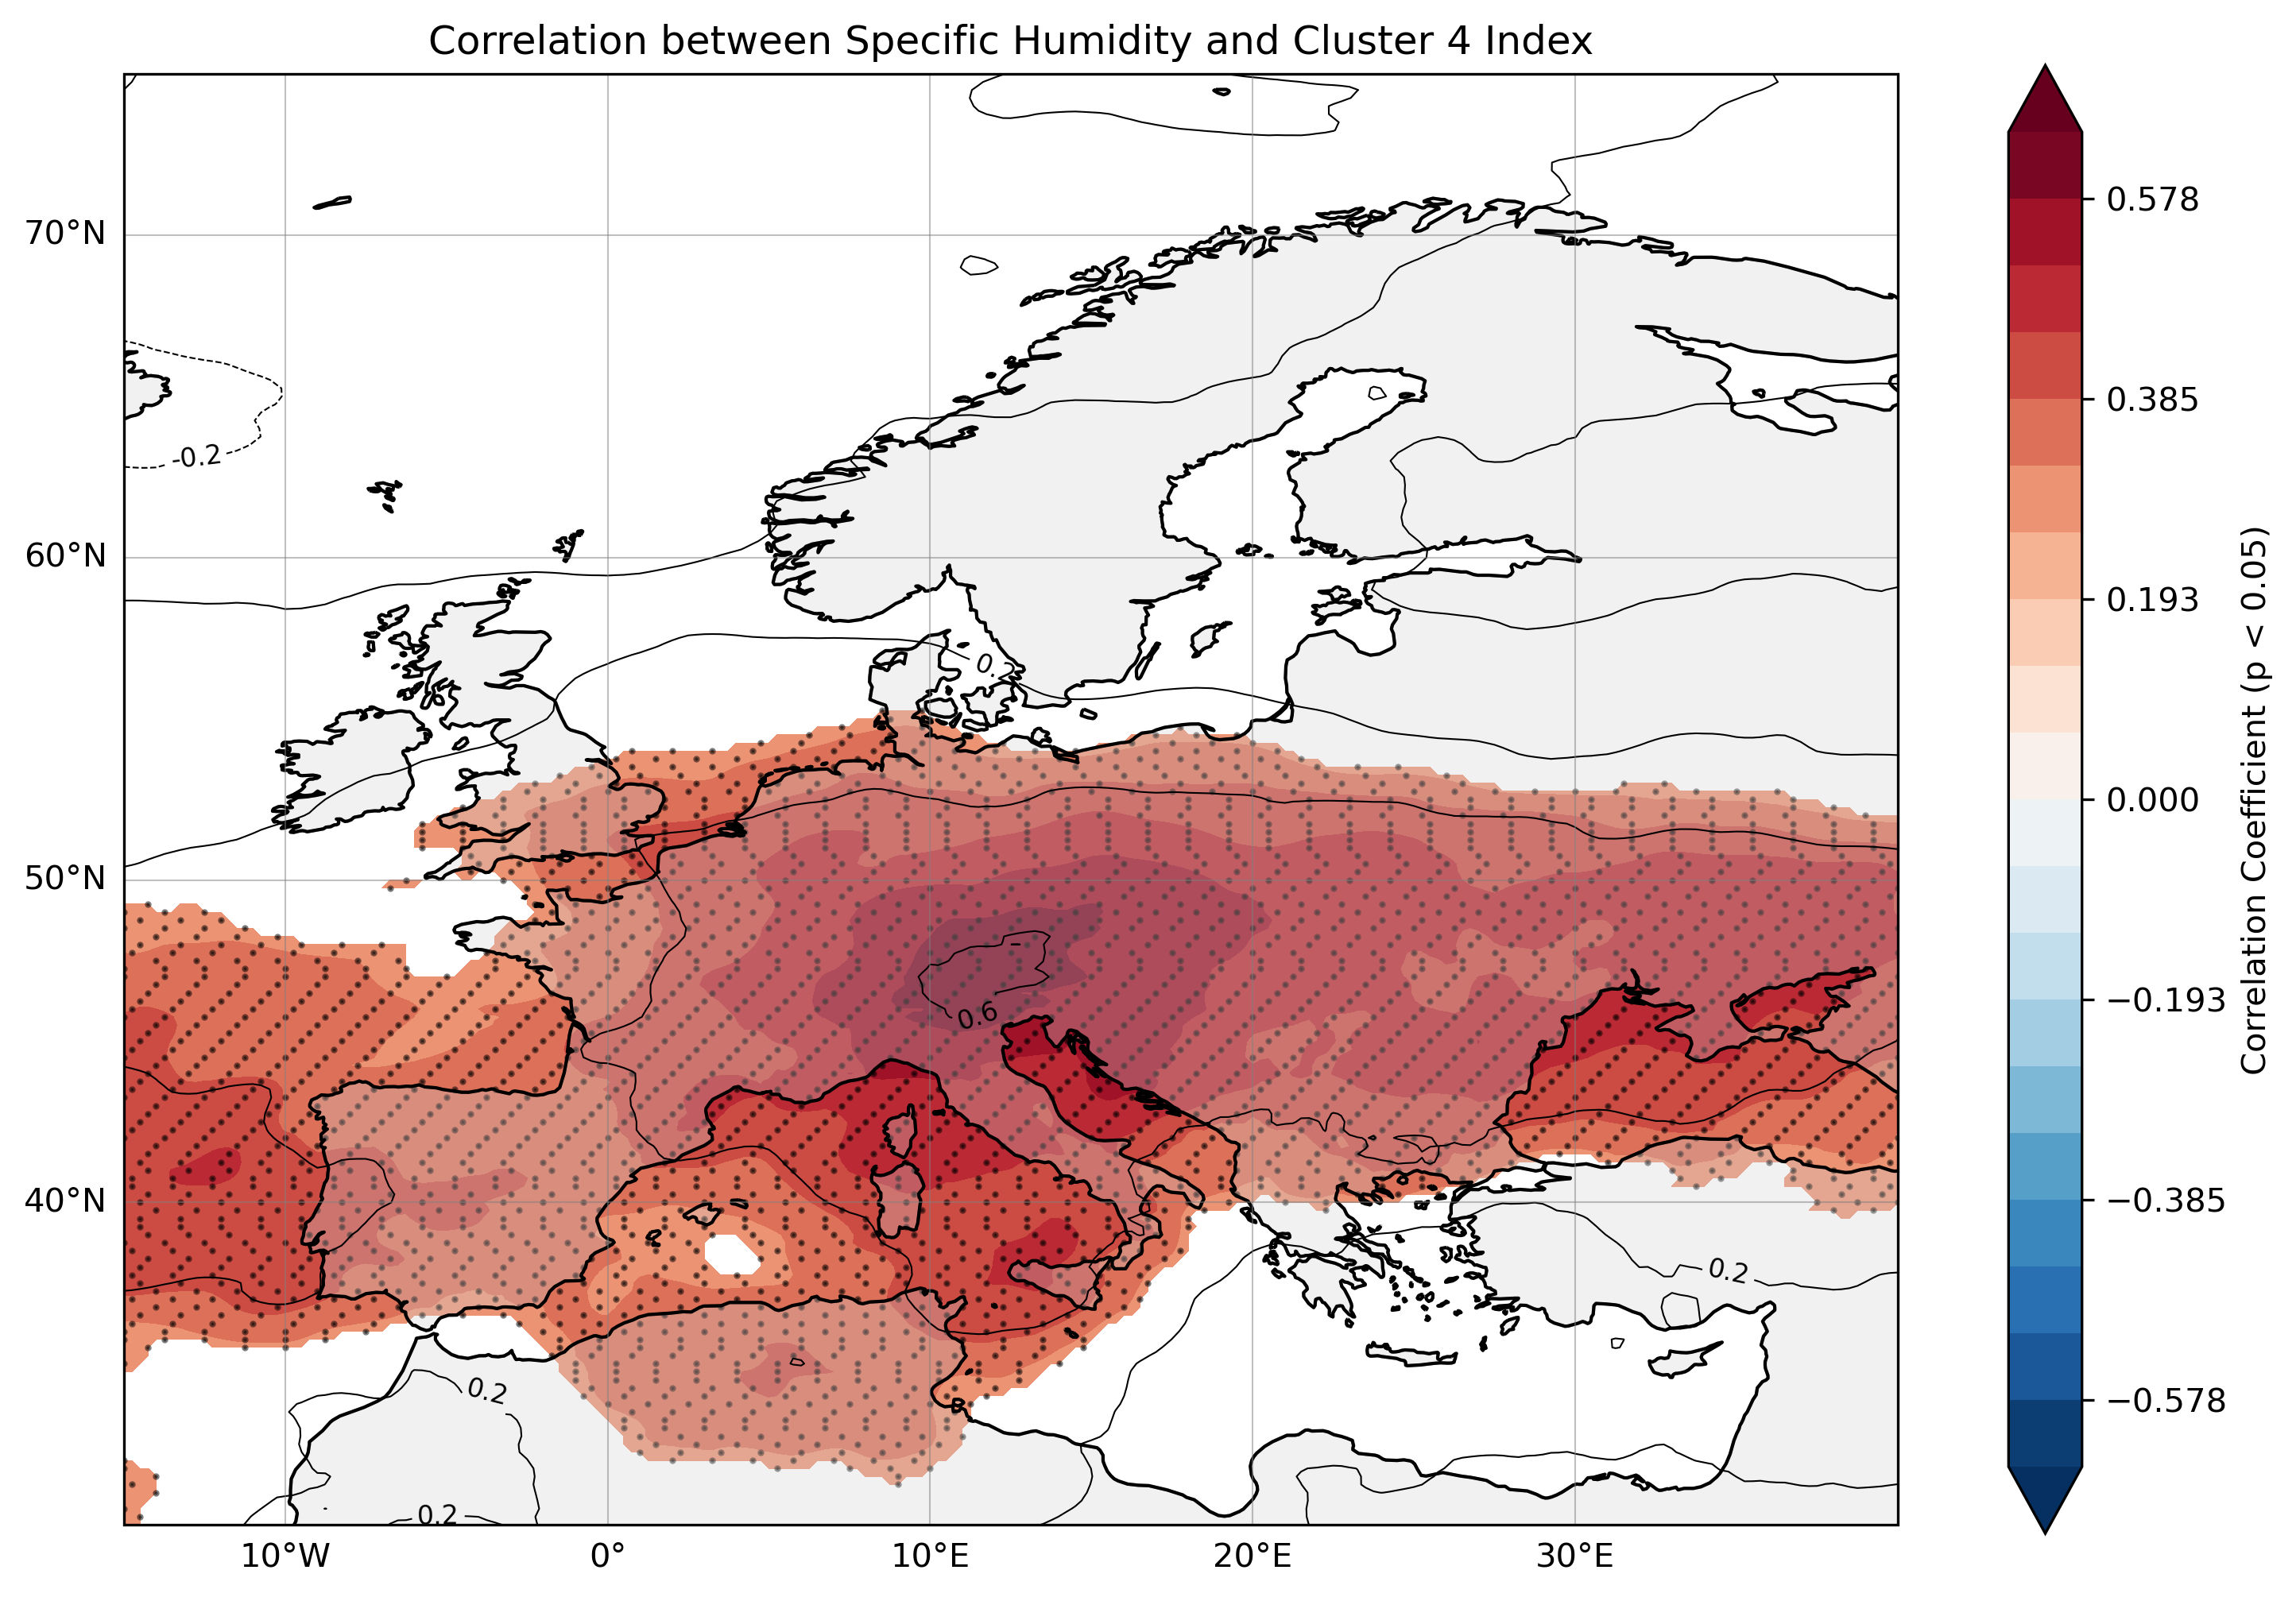 Correlation between Specific Humidity and Cluster 4 Index
70°N
60°N
50°N
40°N
10°W
0°
10°E
20°E
30°E
-0.2
0.2
0.6
0.2
0.2
0.2
0.578
0.385
0.193
0.000
−0.193
−0.385
−0.578
Correlation Coefficient (p < 0.05)